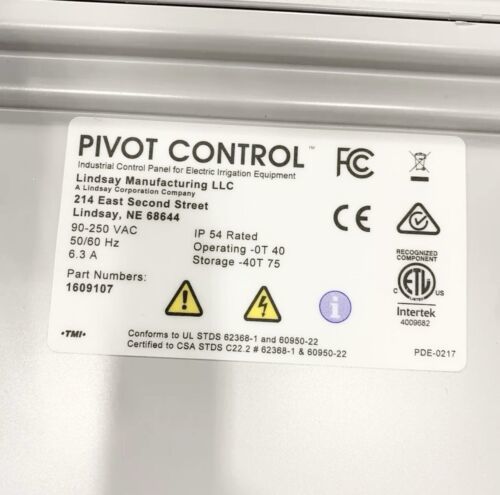 PIVOT CONTROL™
Industrial Control Panel for Electric Irrigation Equipment
Lindsay Manufacturing LLC
A Lindsay Corporation Company
214 East Second Street
Lindsay, NE 68644
90-250 VAC
50/60 Hz
6.3 A
IP 54 Rated
Operating -0T 40
Storage -40T 75
Part Numbers:
1609107
FC
CE
RECOGNIZED
COMPONENT
C ETL US
LISTED
Intertek
4009682
•TMI•
Conforms to UL STDS 62368-1 and 60950-22
Certified to CSA STDS C22.2 # 62368-1 & 60950-22
PDE-0217